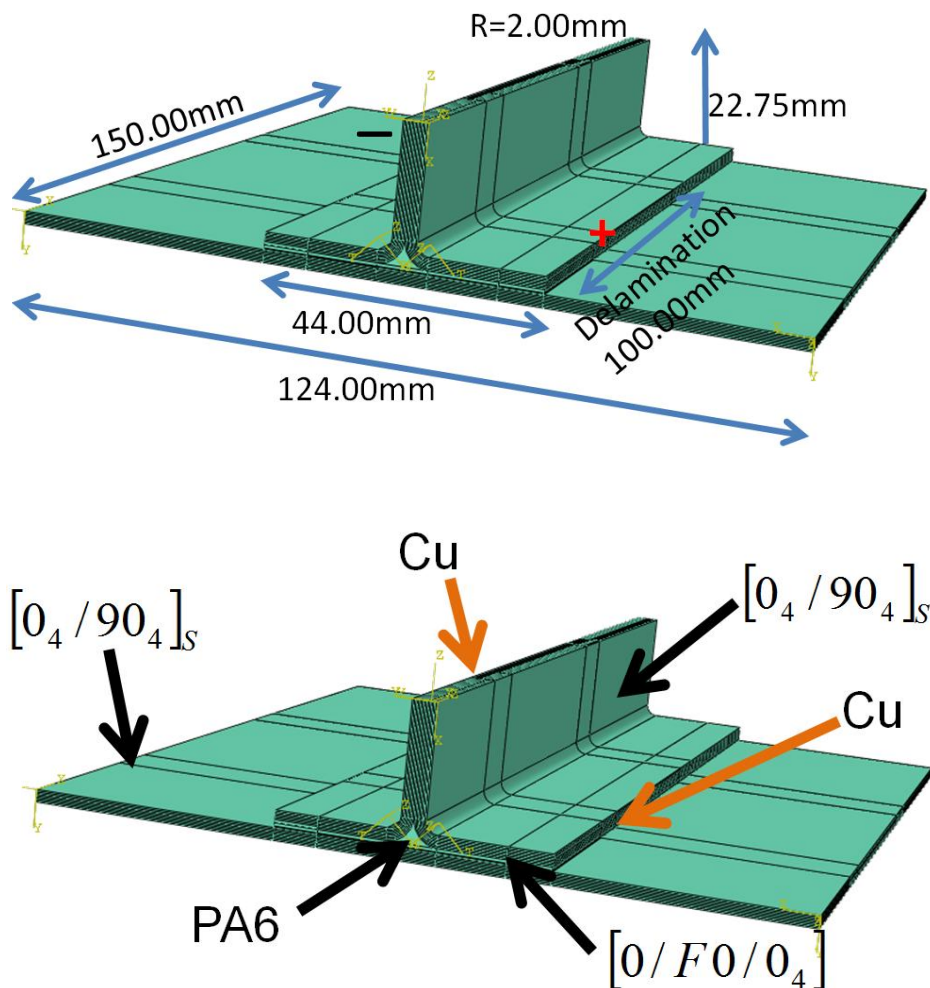 R=2.00mm
150.00mm
22.75mm
−
+
Delamination
100.00mm
44.00mm
124.00mm
Cu
[0₄/90₄]ₛ
[0₄/90₄]ₛ
Cu
PA6
[0/F0/0₄]